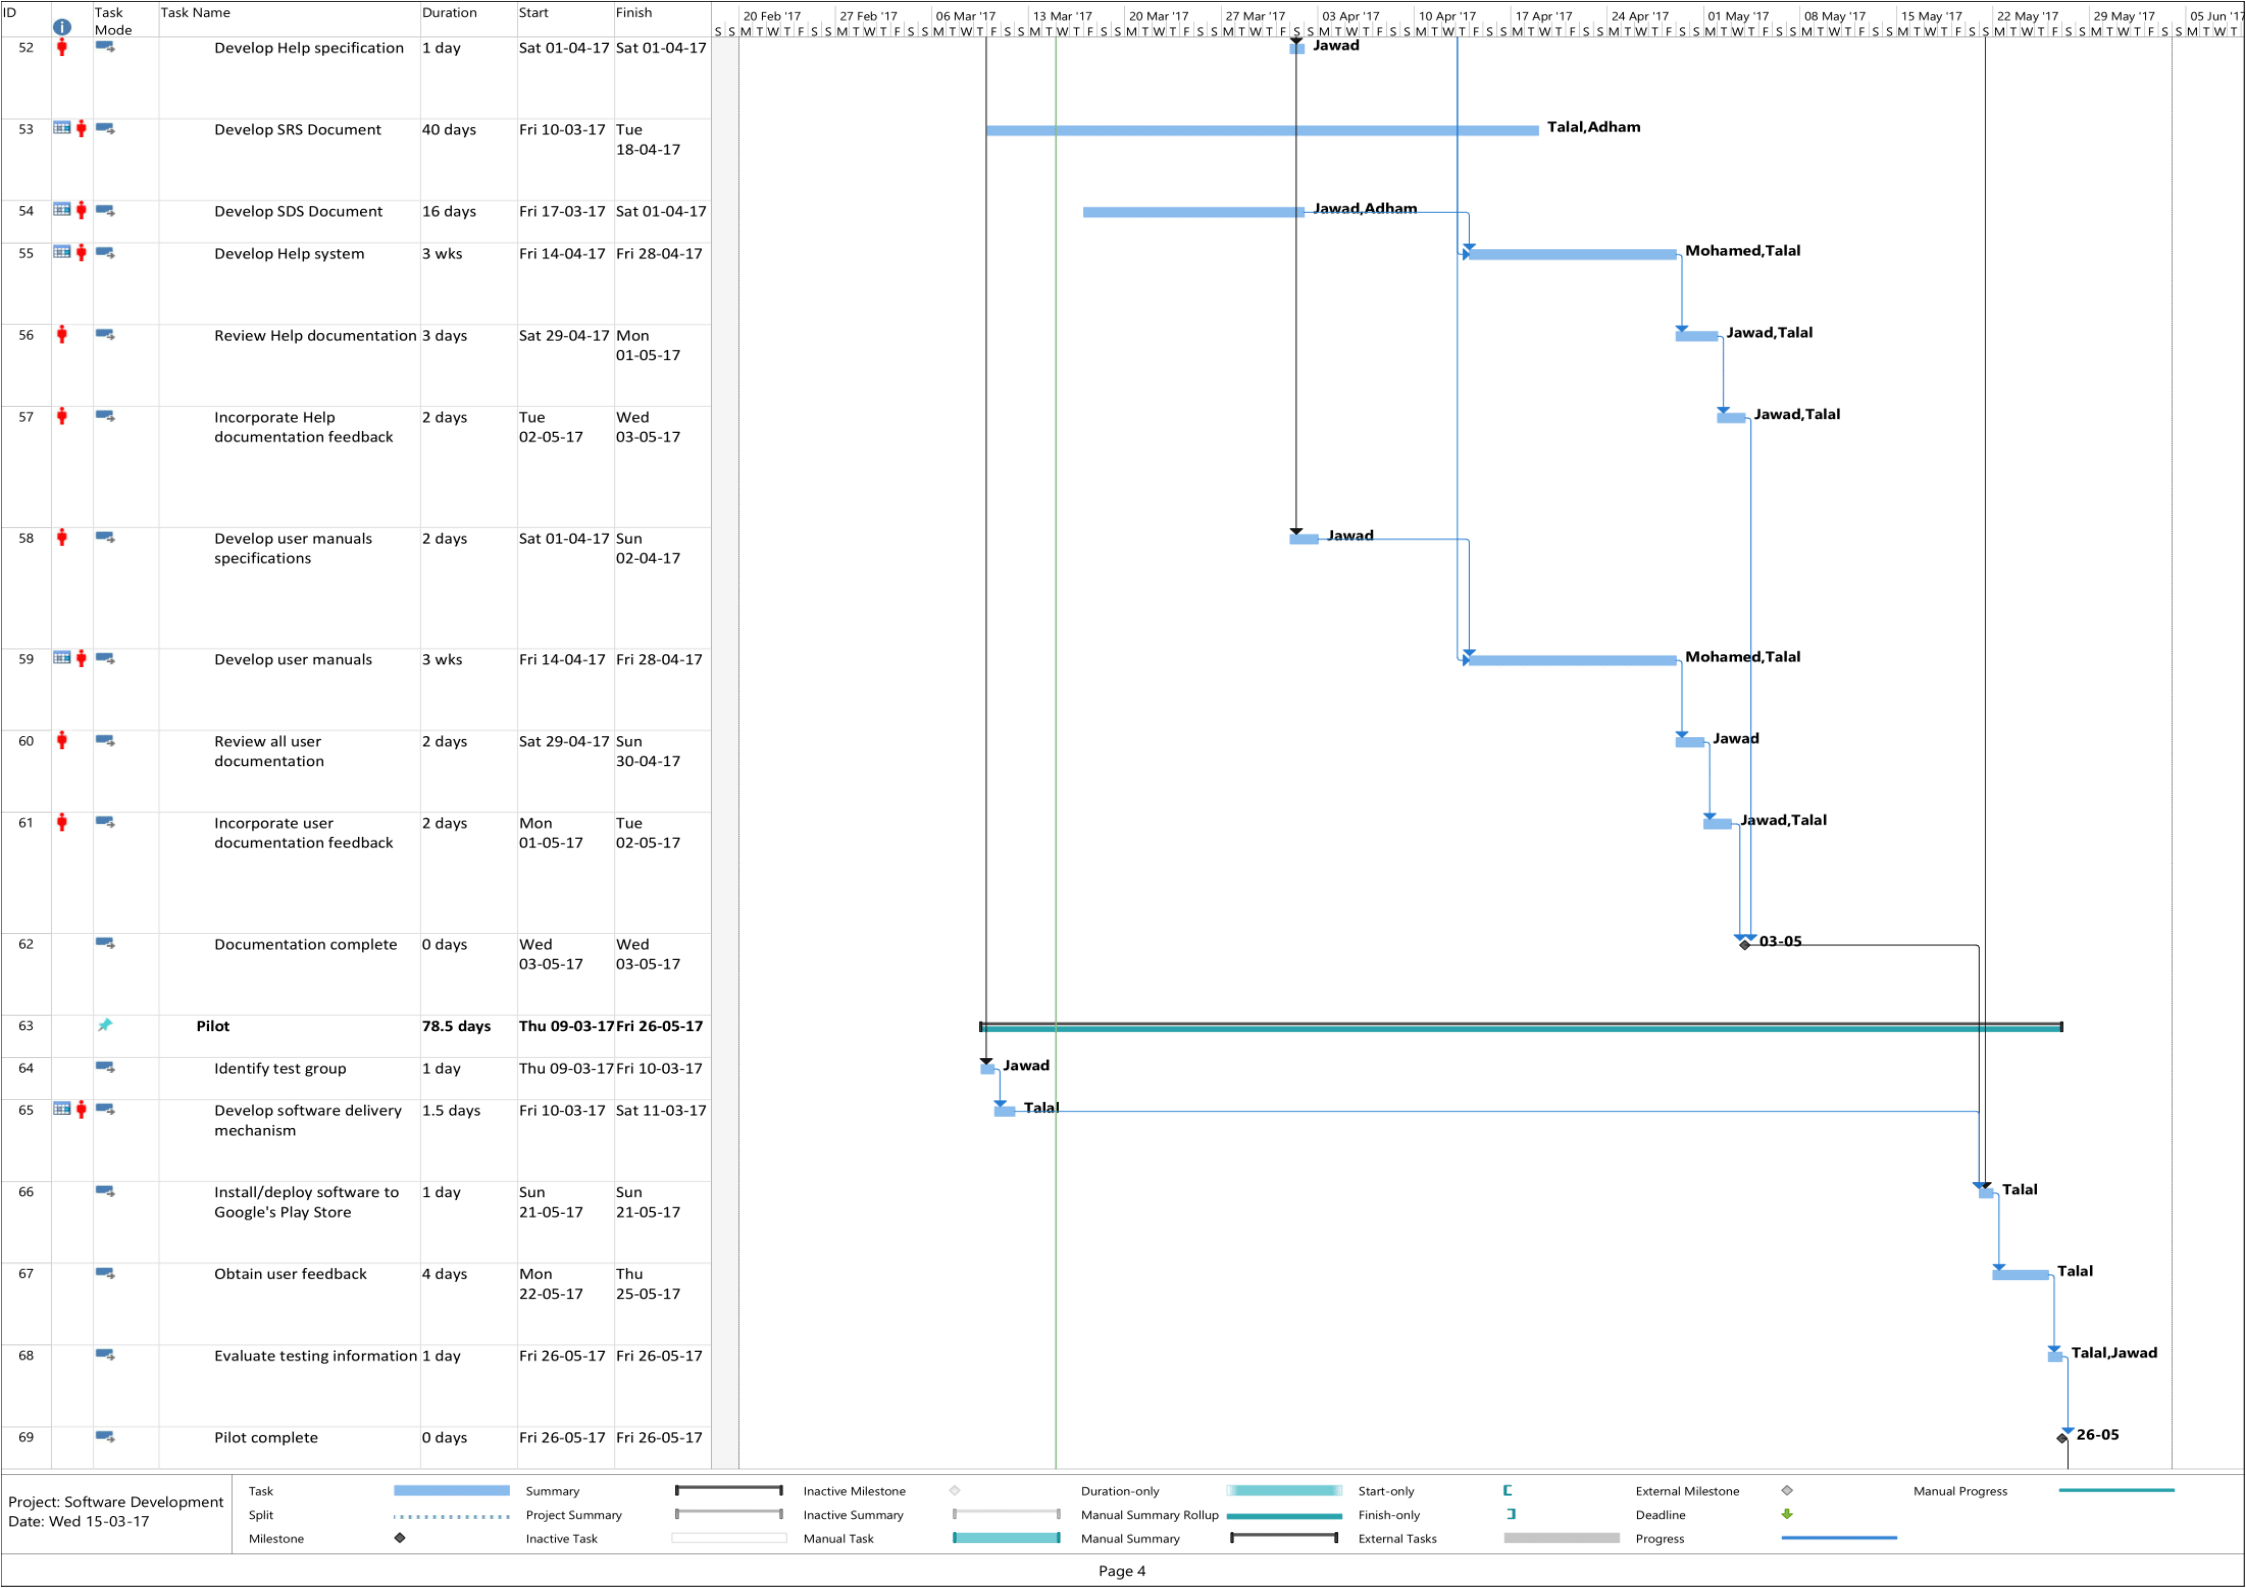 ID Task Mode Task Name Duration Start Finish
20 Feb '17 27 Feb '17 06 Mar '17 13 Mar '17 20 Mar '17 27 Mar '17 03 Apr '17 10 Apr '17 17 Apr '17 24 Apr '17 01 May '17 08 May '17 15 May '17 22 May '17 29 May '17 05 Jun '17
S S M T W T F S S M T W T F S S M T W T F S S M T W T F S S M T W T F S S M T W T F S S M T W T F S S M T W T F S S M T W T F S S M T W T F S S M T W T F S S M T W T F S S M T W T F S S M T W T F S S M T W T F S S M T W T
52 Develop Help specification 1 day Sat 01-04-17 Sat 01-04-17 Jawad
53 Develop SRS Document 40 days Fri 10-03-17 Tue 18-04-17 Talal,Adham
54 Develop SDS Document 16 days Fri 17-03-17 Sat 01-04-17 Jawad,Adham
55 Develop Help system 3 wks Fri 14-04-17 Fri 28-04-17 Mohamed,Talal
56 Review Help documentation 3 days Sat 29-04-17 Mon 01-05-17 Jawad,Talal
57 Incorporate Help documentation feedback 2 days Tue 02-05-17 Wed 03-05-17 Jawad,Talal
58 Develop user manuals specifications 2 days Sat 01-04-17 Sun 02-04-17 Jawad
59 Develop user manuals 3 wks Fri 14-04-17 Fri 28-04-17 Mohamed,Talal
60 Review all user documentation 2 days Sat 29-04-17 Sun 30-04-17 Jawad
61 Incorporate user documentation feedback 2 days Mon 01-05-17 Tue 02-05-17 Jawad,Talal
62 Documentation complete 0 days Wed 03-05-17 Wed 03-05-17 03-05
63 Pilot 78.5 days Thu 09-03-17 Fri 26-05-17
64 Identify test group 1 day Thu 09-03-17 Fri 10-03-17 Jawad
65 Develop software delivery mechanism 1.5 days Fri 10-03-17 Sat 11-03-17 Talal
66 Install/deploy software to Google's Play Store 1 day Sun 21-05-17 Sun 21-05-17 Talal
67 Obtain user feedback 4 days Mon 22-05-17 Thu 25-05-17 Talal
68 Evaluate testing information 1 day Fri 26-05-17 Fri 26-05-17 Talal,Jawad
69 Pilot complete 0 days Fri 26-05-17 Fri 26-05-17 26-05
Project: Software Development
Date: Wed 15-03-17
Task Summary Inactive Milestone Duration-only Start-only External Milestone Manual Progress
Split Project Summary Inactive Summary Manual Summary Rollup Finish-only Deadline
Milestone Inactive Task Manual Task Manual Summary External Tasks Progress
Page 4